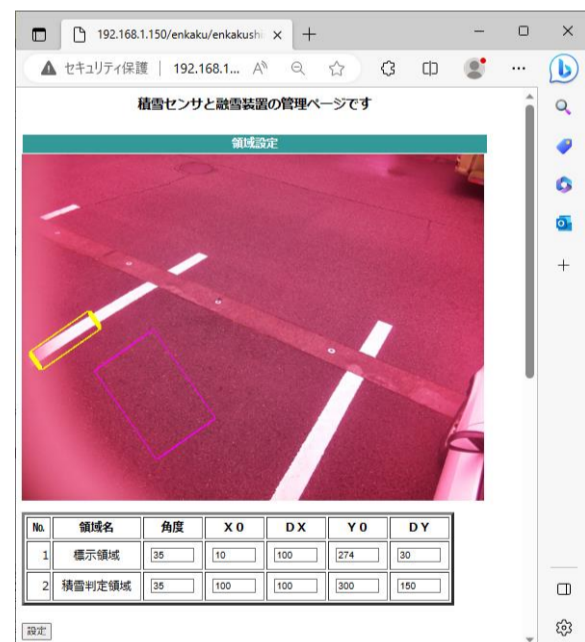 192.168.1.150/enkaku/enkakushi
セキュリティ保護 | 192.168.1...
積雪センサと融雪装置の管理ページです
領域設定
No. 領域名 角度 X0 DX Y0 DY
1 標示領域 35 10 100 274 30
2 積雪判定領域 35 100 100 300 150
設定